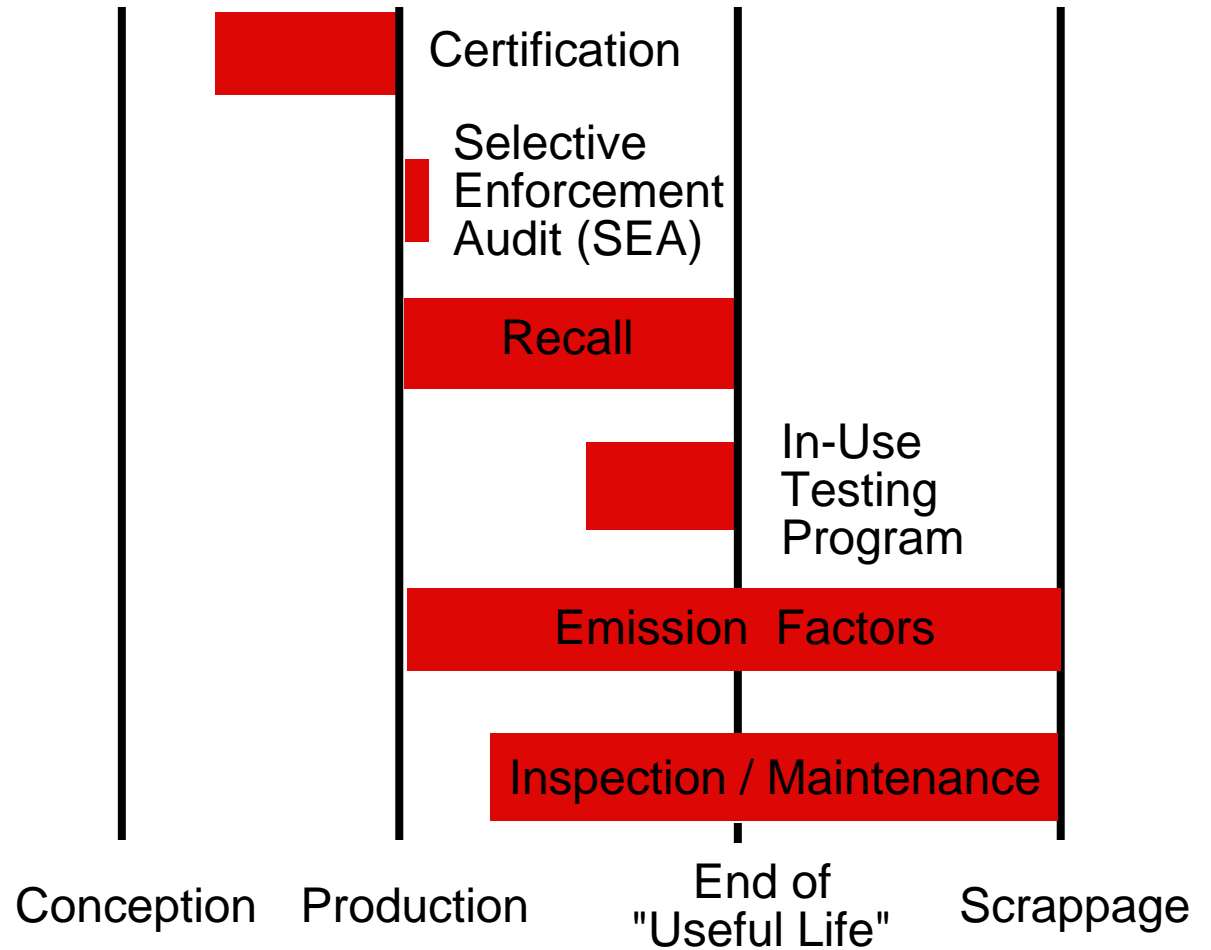 Certification
Selective
Enforcement
Audit (SEA)
Recall
In-Use
Testing
Program
Emission Factors
Inspection / Maintenance
Conception
Production
End of
"Useful Life"
Scrappage